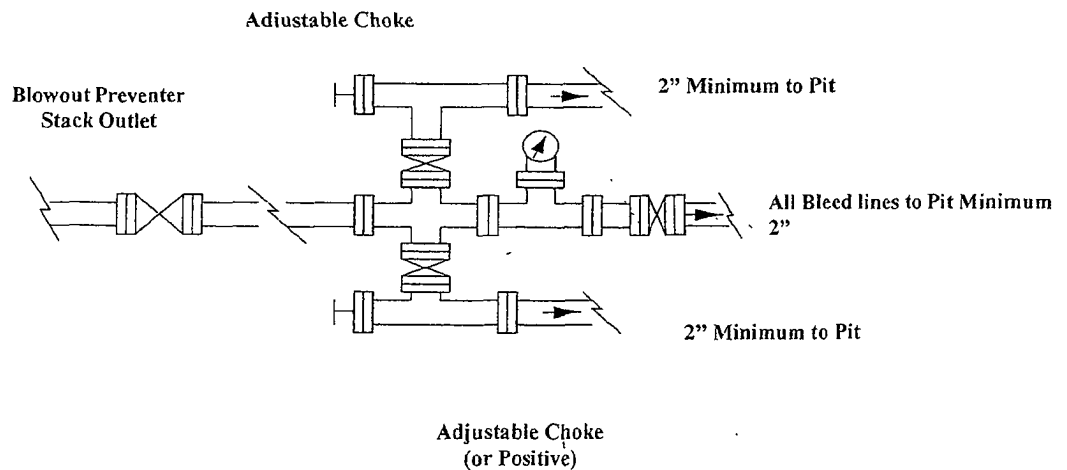 Adiustable Choke
2” Minimum to Pit
Blowout Preventer
Stack Outlet
All Bleed lines to Pit Minimum
2”
2” Minimum to Pit
Adjustable Choke
(or Positive)